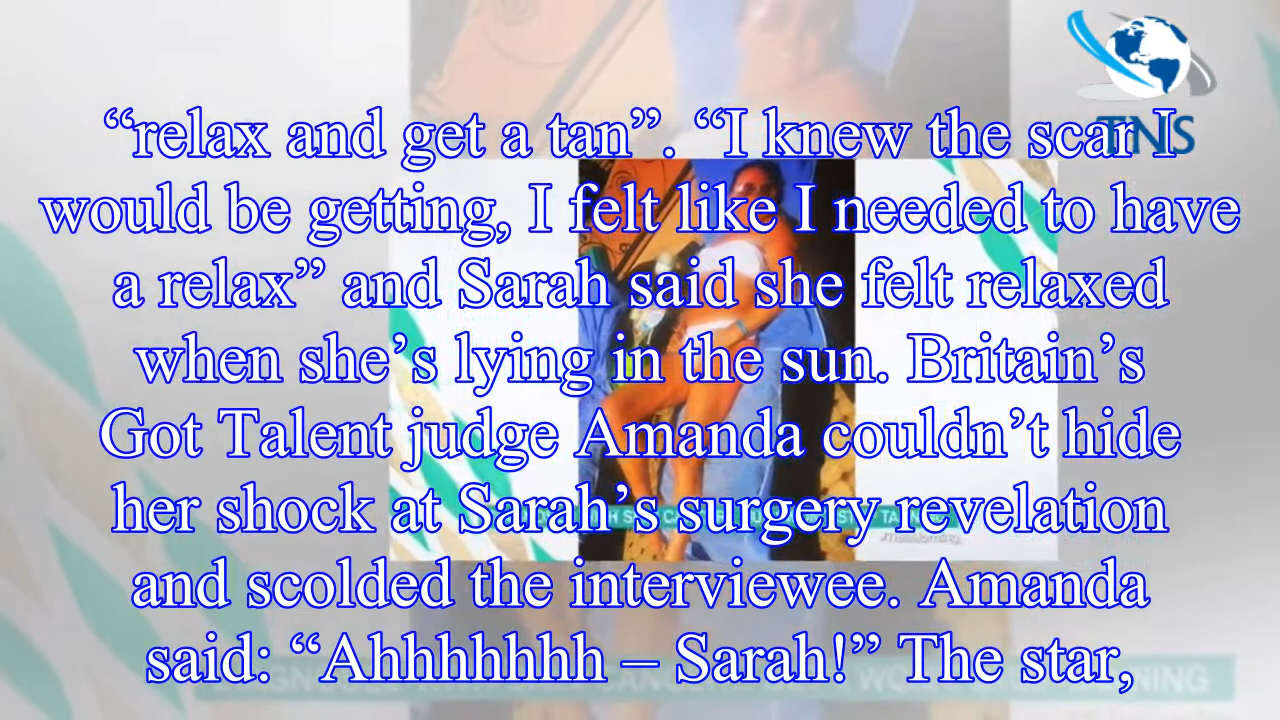 TNS
“relax and get a tan”. “I knew the scar I
would be getting, I felt like I needed to have
a relax” and Sarah said she felt relaxed
when she’s lying in the sun. Britain’s
Got Talent judge Amanda couldn’t hide
her shock at Sarah’s surgery revelation
and scolded the interviewee. Amanda
said: “Ahhhhhhh – Sarah!” The star,
#ThisMorning